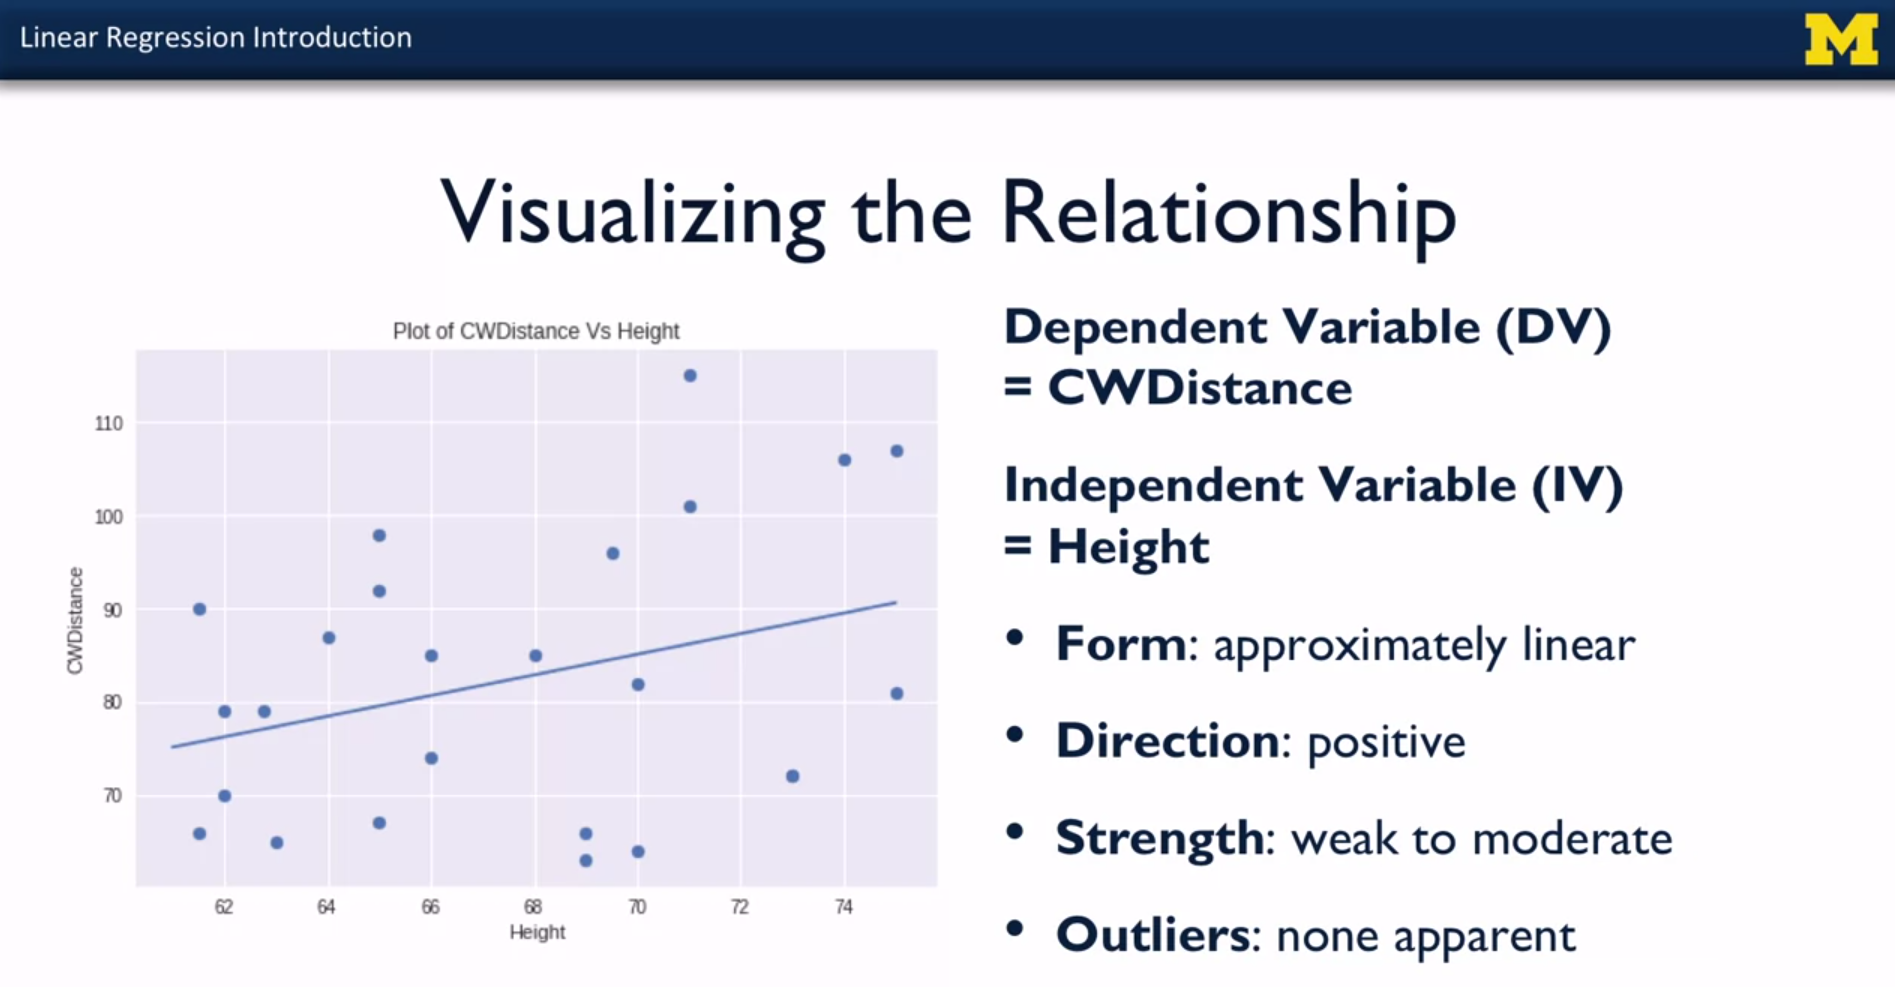 Linear Regression Introduction
M
Visualizing the Relationship
Plot of CWDistance Vs Height
110
100
90
80
70
CWDistance
62 64 66 68 70 72 74
Height
Dependent Variable (DV)
= CWDistance
Independent Variable (IV)
= Height
• Form: approximately linear
• Direction: positive
• Strength: weak to moderate
• Outliers: none apparent